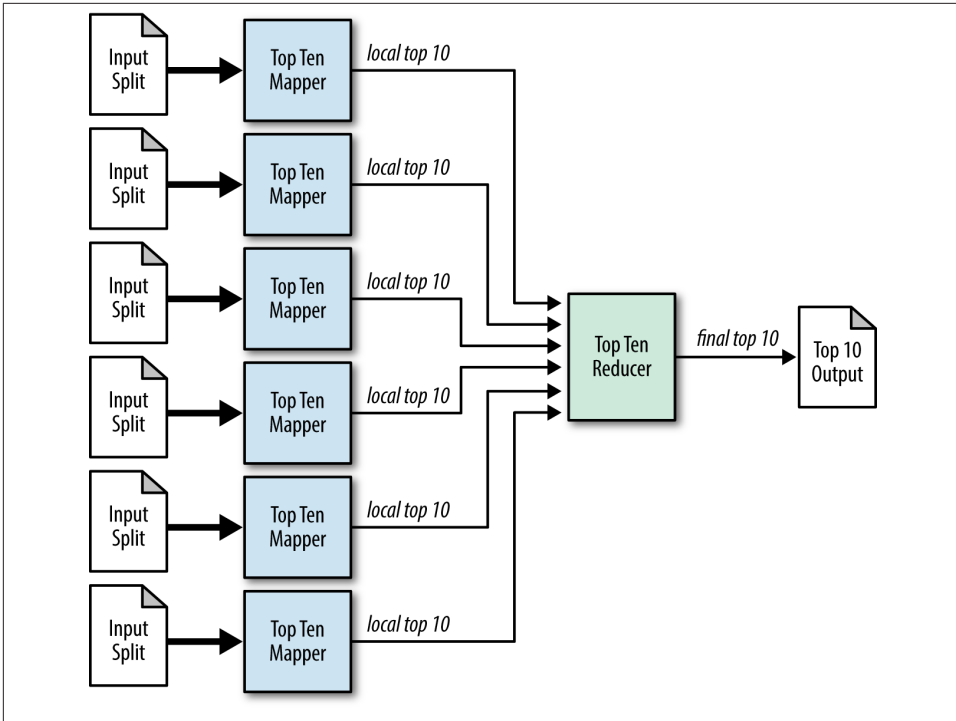 Input
Split
Top Ten
Mapper
local top 10
Input
Split
Top Ten
Mapper
local top 10
Input
Split
Top Ten
Mapper
local top 10
Input
Split
Top Ten
Mapper
local top 10
Input
Split
Top Ten
Mapper
local top 10
Input
Split
Top Ten
Mapper
local top 10
Top Ten
Reducer
final top 10
Top 10
Output